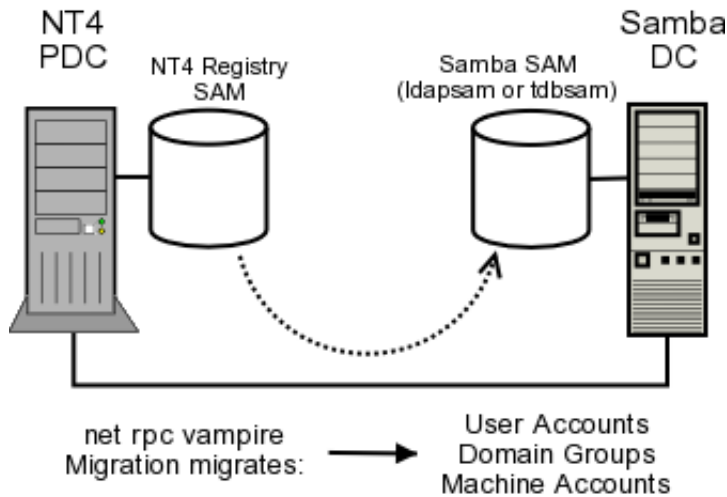 NT4
PDC
NT4 Registry
SAM
Samba SAM
(ldapsam or tdbsam)
Samba
DC
net rpc vampire
Migration migrates:
User Accounts
Domain Groups
Machine Accounts